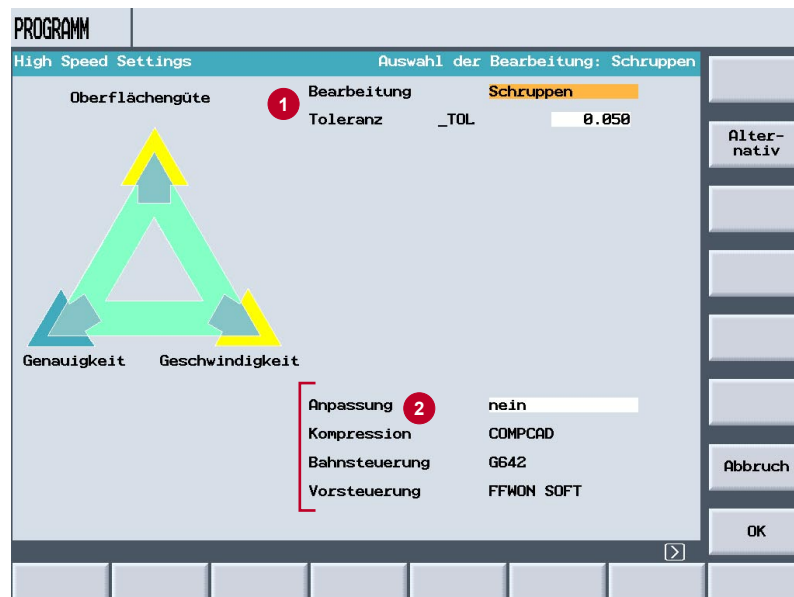 PROGRAMM
High Speed Settings Auswahl der Bearbeitung: Schruppen
Oberflächengüte
1 Bearbeitung Schruppen
Toleranz _TOL 0.050
Alter-
nativ
Genauigkeit Geschwindigkeit
Anpassung 2 nein
Kompression COMPCAD
Bahnsteuerung G642
Vorsteuerung FFWON SOFT
Abbruch
OK